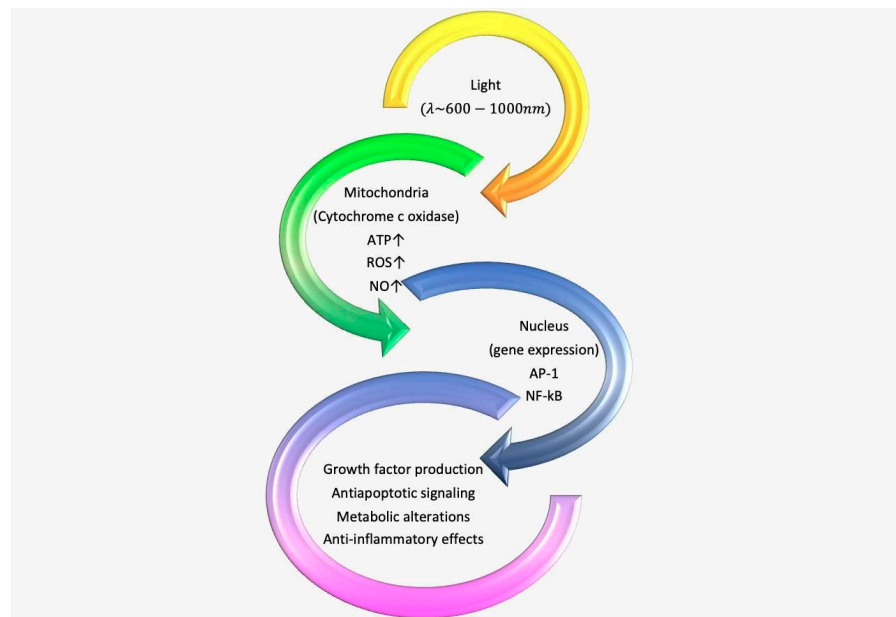 Light
(λ~600 − 1000nm)
Mitochondria
(Cytochrome c oxidase)
ATP↑
ROS↑
NO↑
Nucleus
(gene expression)
AP-1
NF-kB
Growth factor production
Antiapoptotic signaling
Metabolic alterations
Anti-inflammatory effects